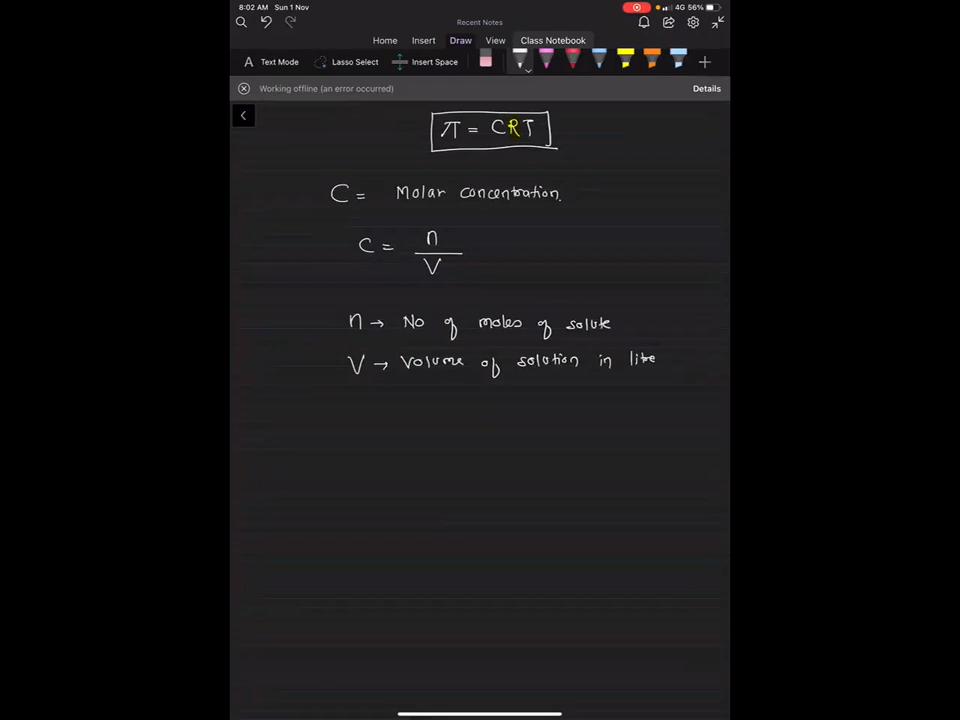 8:02 AM Sun 1 Nov 4G 56%
Recent Notes
Home Insert Draw View Class Notebook
A Text Mode Lasso Select Insert Space
Working offline (an error occurred) Details
π = CRT
C = Molar concentration.
C = n
V
n → No of moles of solute
V → Volume of solution in lite